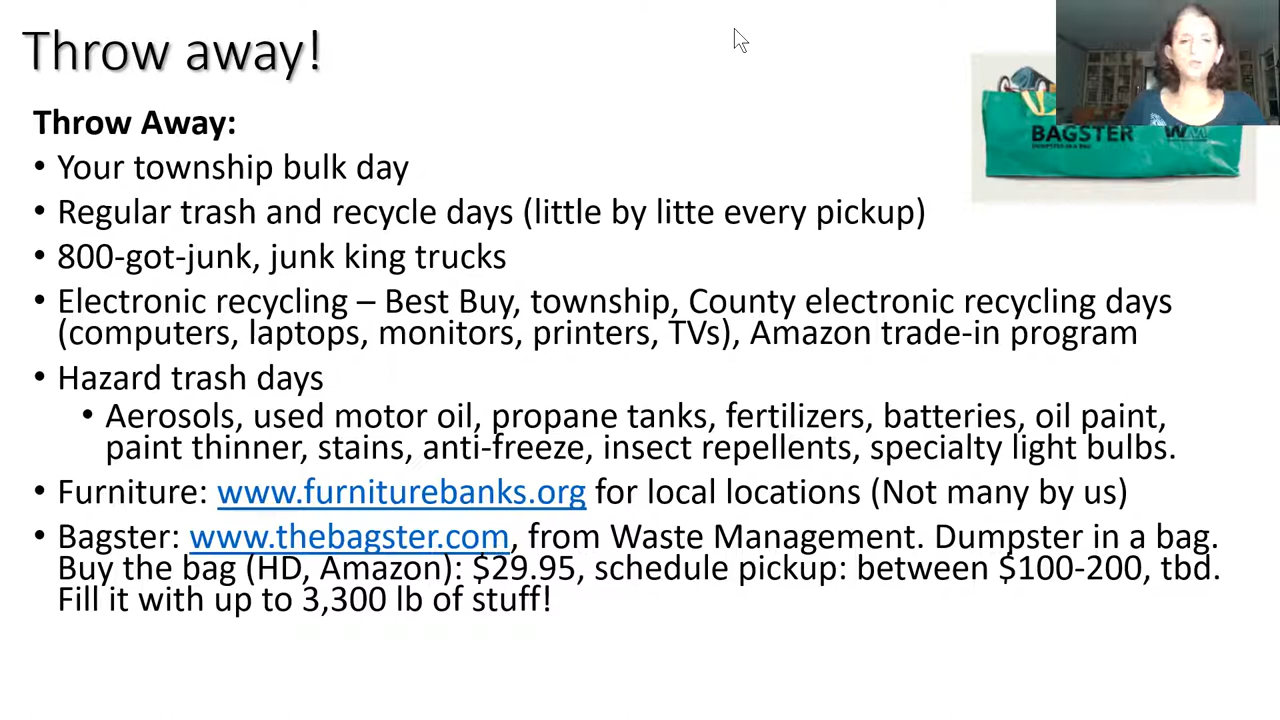 Throw away!
Throw Away:
• Your township bulk day
• Regular trash and recycle days (little by litte every pickup)
• 800-got-junk, junk king trucks
• Electronic recycling – Best Buy, township, County electronic recycling days
(computers, laptops, monitors, printers, TVs), Amazon trade-in program
• Hazard trash days
• Aerosols, used motor oil, propane tanks, fertilizers, batteries, oil paint,
paint thinner, stains, anti-freeze, insect repellents, specialty light bulbs.
• Furniture: www.furniturebanks.org for local locations (Not many by us)
• Bagster: www.thebagster.com, from Waste Management. Dumpster in a bag.
Buy the bag (HD, Amazon): $29.95, schedule pickup: between $100-200, tbd.
Fill it with up to 3,300 lb of stuff!
BAGSTER WM
DUMPSTER IN A BAG